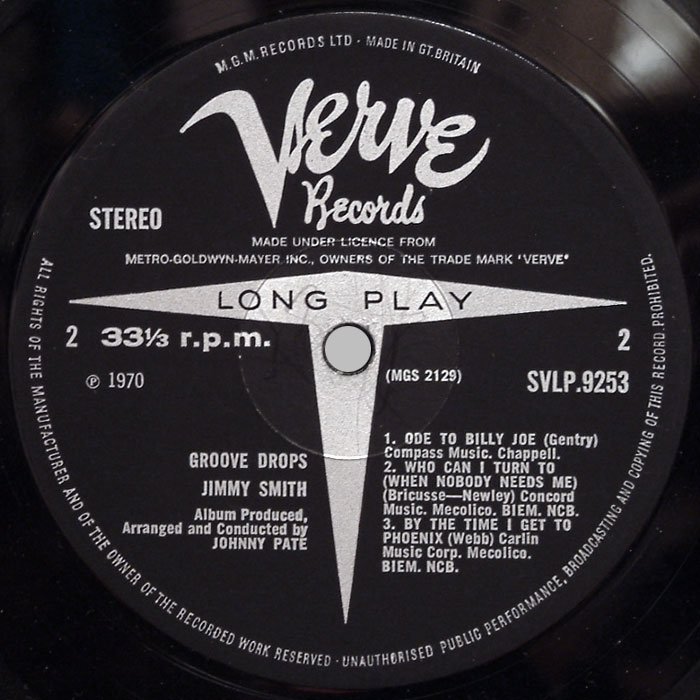 M.G.M. RECORDS LTD · MADE IN GT. BRITAIN
Verve
Records
STEREO
MADE UNDER LICENCE FROM
METRO-GOLDWYN-MAYER INC., OWNERS OF THE TRADE MARK 'VERVE'
LONG PLAY
2 33⅓ r.p.m. 2
℗ 1970 (MGS 2129) SVLP.9253
GROOVE DROPS
JIMMY SMITH
Album Produced,
Arranged and Conducted by
JOHNNY PATE
1. ODE TO BILLY JOE (Gentry)
Compass Music. Chappell.
2. WHO CAN I TURN TO
(WHEN NOBODY NEEDS ME)
(Bricusse—Newley) Concord
Music. Mecolico. BIEM. NCB.
3. BY THE TIME I GET TO
PHOENIX (Webb) Carlin
Music Corp. Mecolico.
BIEM. NCB.
ALL RIGHTS OF THE MANUFACTURER AND OF THE OWNER OF THE RECORDED WORK RESERVED · UNAUTHORISED PUBLIC PERFORMANCE, BROADCASTING AND COPYING OF THIS RECORD PROHIBITED.